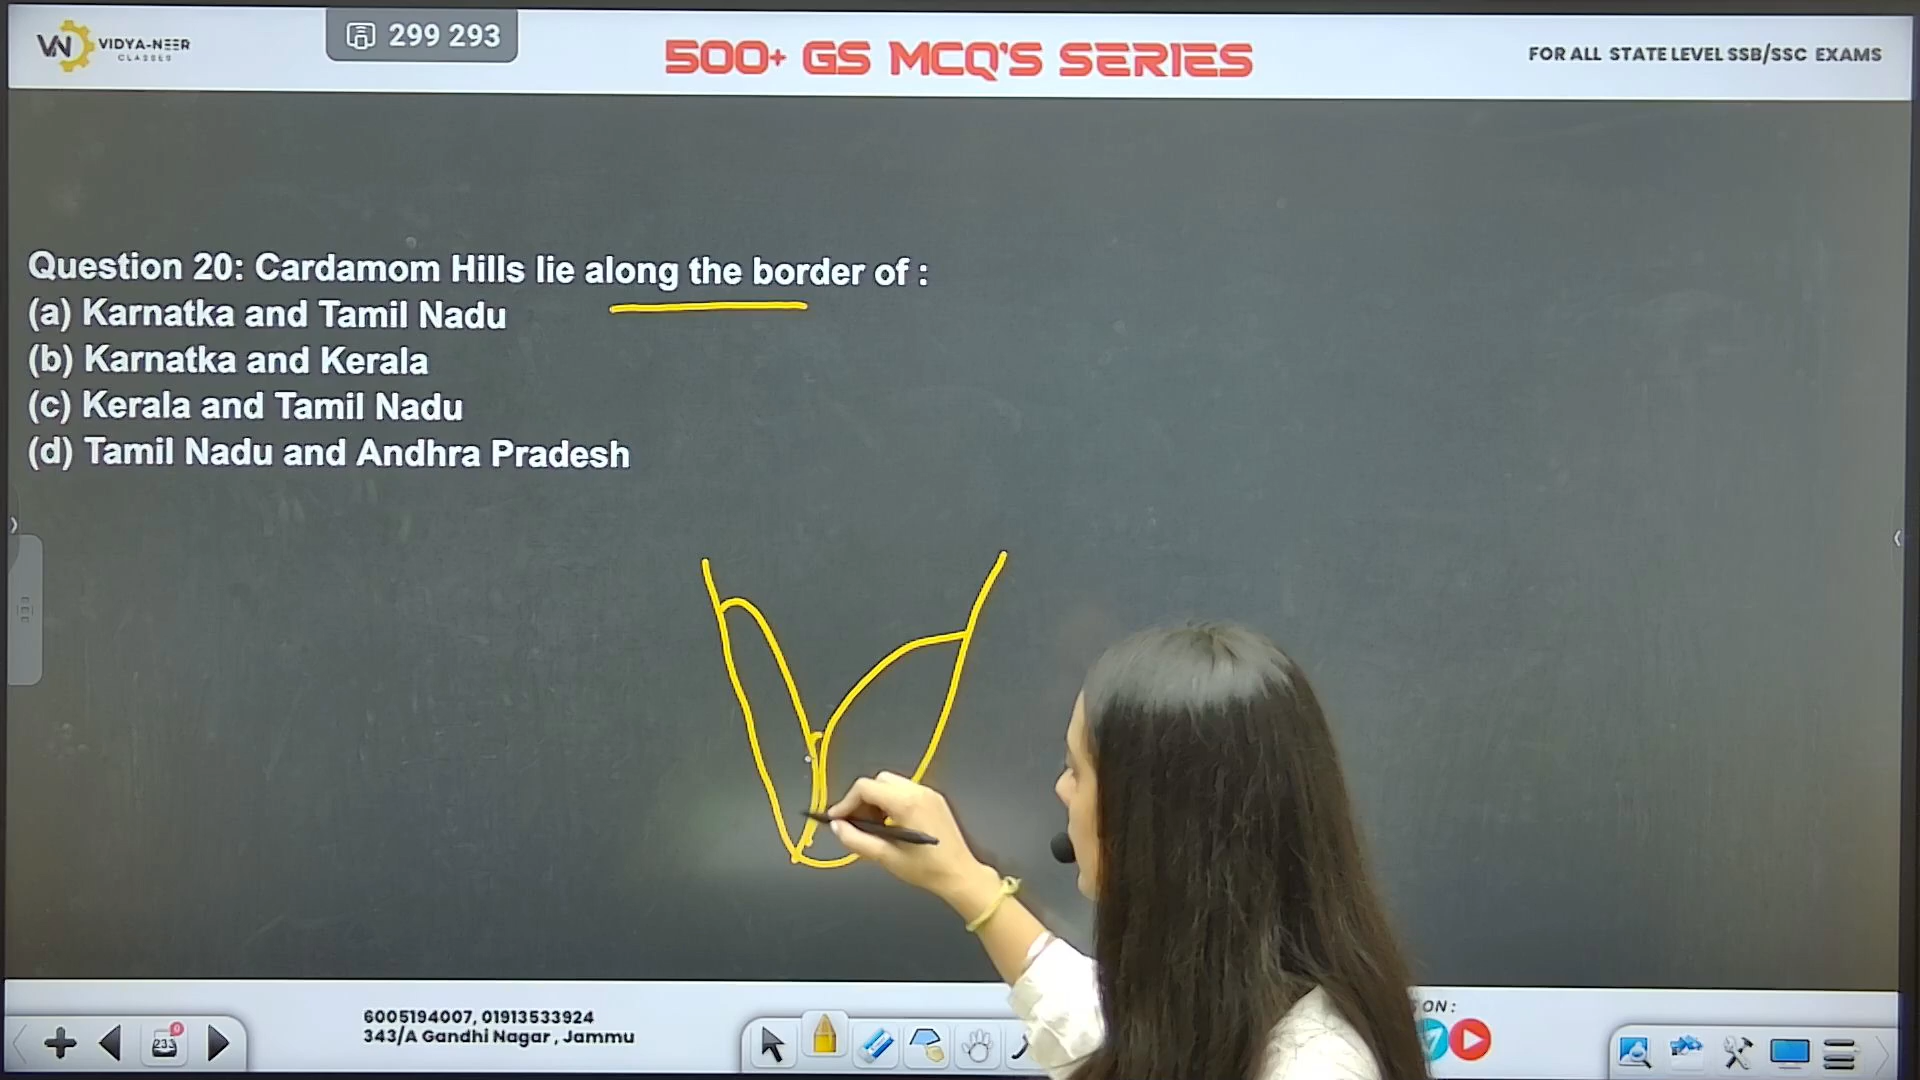 VN VIDYA-NEER
CLASSES
299 293
500+ GS MCQ'S SERIES
FOR ALL STATE LEVEL SSB/SSC EXAMS
Question 20: Cardamom Hills lie along the border of :
(a) Karnatka and Tamil Nadu
(b) Karnatka and Kerala
(c) Kerala and Tamil Nadu
(d) Tamil Nadu and Andhra Pradesh
6005194007, 01913533924
343/A Gandhi Nagar, Jammu
ON :
233
0